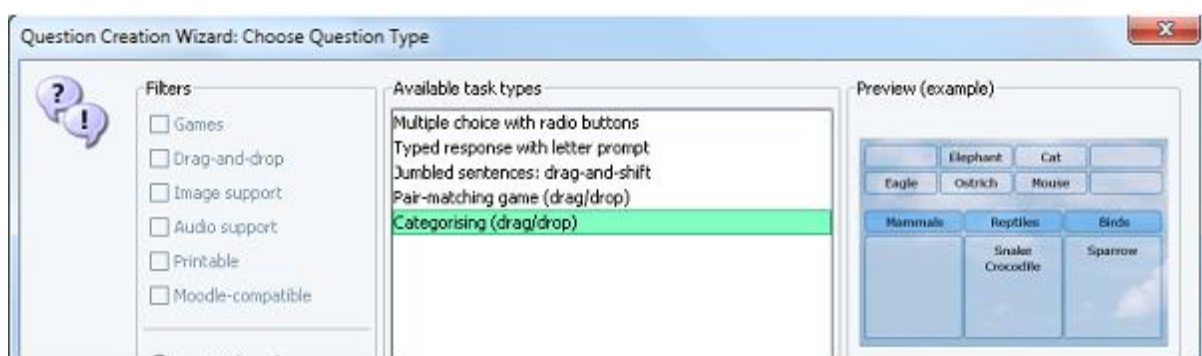 Question Creation Wizard: Choose Question Type
Filters
Games
Drag-and-drop
Image support
Audio support
Printable
Moodle-compatible
Available task types
Multiple choice with radio buttons
Typed response with letter prompt
Jumbled sentences: drag-and-shift
Pair-matching game (drag/drop)
Categorising (drag/drop)
Preview (example)
Elephant Cat
Eagle Ostrich Mouse
Mammals Reptiles Birds
Snake Sparrow
Crocodile